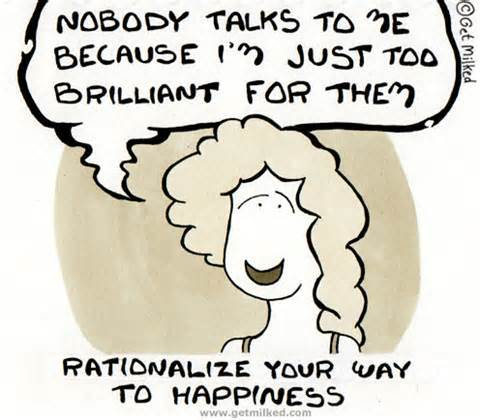 NOBODY TALKS TO ME
BECAUSE I'M JUST TOO
BRILLIANT FOR THEM
©Get Milked
RATIONALIZE YOUR WAY
TO HAPPINESS
www.getmilked.com